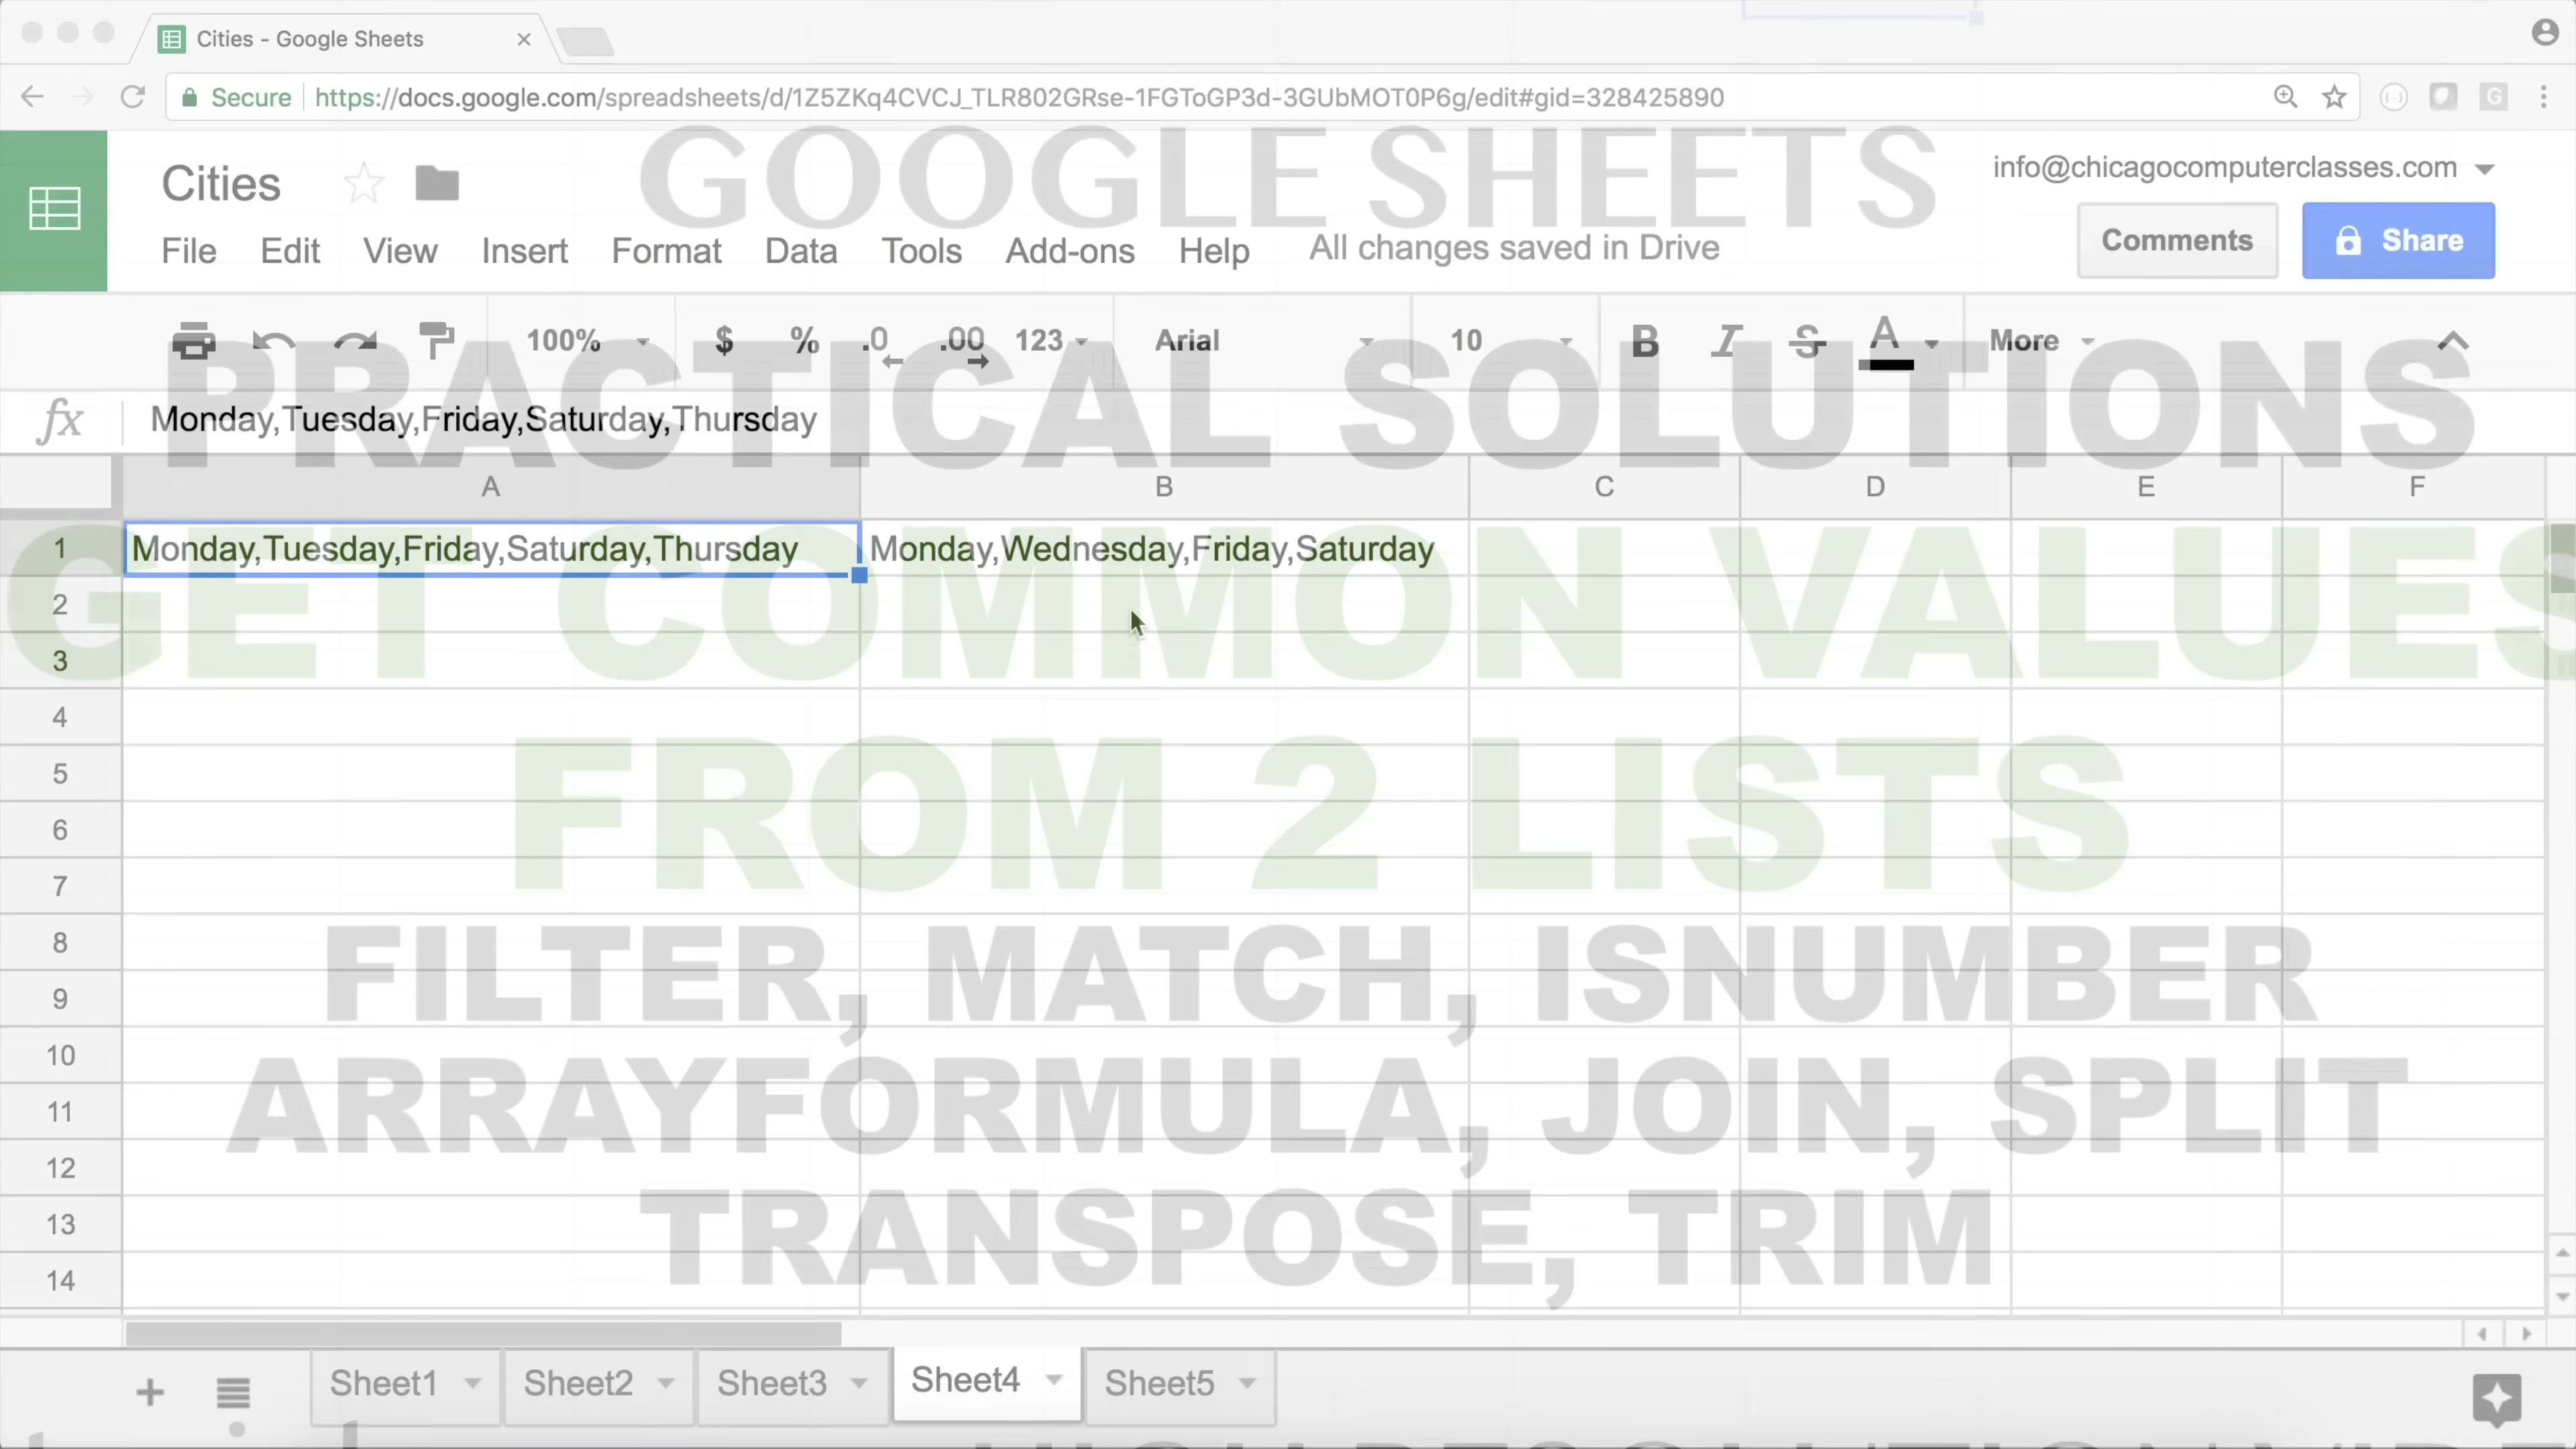 Cities - Google Sheets
Secure https://docs.google.com/spreadsheets/d/1Z5ZKq4CVCJ_TLR802GRse-1FGToGP3d-3GUbMOT0P6g/edit#gid=328425890
GOOGLE SHEETS
Cities
info@chicagocomputerclasses.com
File Edit View Insert Format Data Tools Add-ons Help All changes saved in Drive
Comments Share
100% $ % .0 .00 123 Arial 10 B I S A More
PRACTICAL SOLUTIONS
fx Monday,Tuesday,Friday,Saturday,Thursday
A B C D E F
1 Monday,Tuesday,Friday,Saturday,Thursday Monday,Wednesday,Friday,Saturday
GET COMMON VALUES
2
3
4
5
FROM 2 LISTS
6
7
8
FILTER, MATCH, ISNUMBER
9
10
ARRAYFORMULA, JOIN, SPLIT
11
12
13
TRANSPOSE, TRIM
14
Sheet1 Sheet2 Sheet3 Sheet4 Sheet5